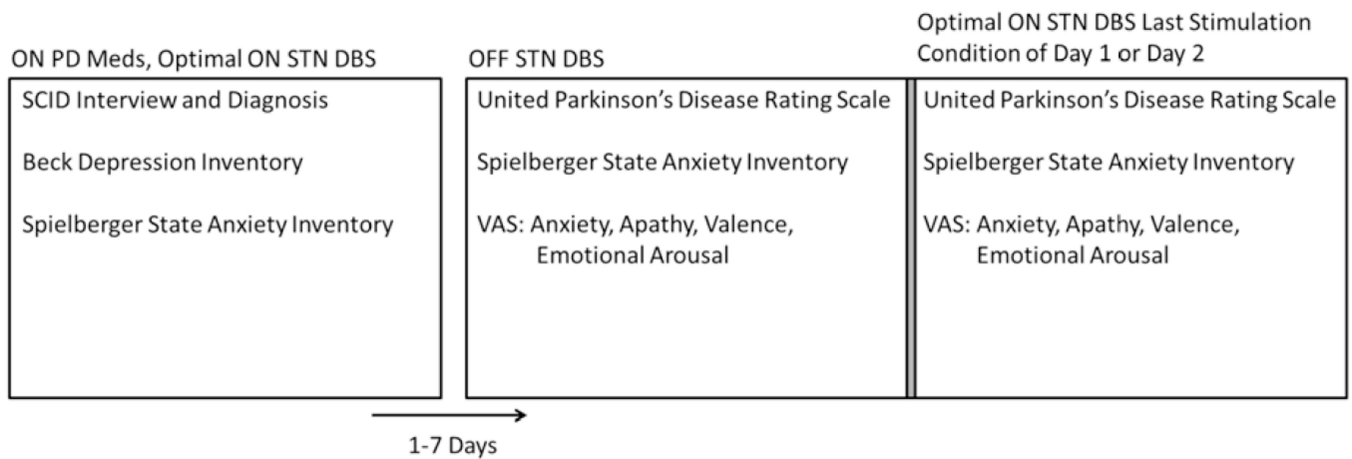 ON PD Meds, Optimal ON STN DBS
SCID Interview and Diagnosis
Beck Depression Inventory
Spielberger State Anxiety Inventory
1-7 Days
OFF STN DBS
United Parkinson’s Disease Rating Scale
Spielberger State Anxiety Inventory
VAS: Anxiety, Apathy, Valence,
Emotional Arousal
Optimal ON STN DBS Last Stimulation
Condition of Day 1 or Day 2
United Parkinson’s Disease Rating Scale
Spielberger State Anxiety Inventory
VAS: Anxiety, Apathy, Valence,
Emotional Arousal